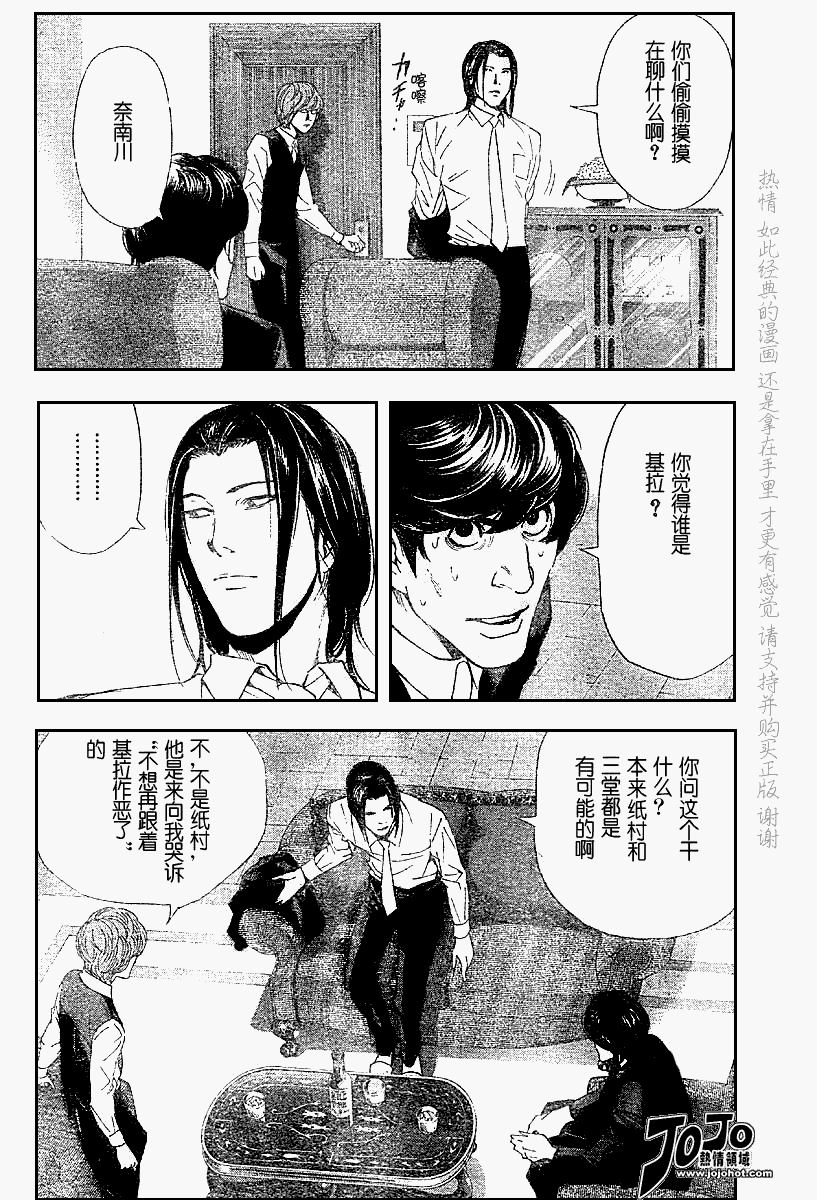 你们偷偷摸摸
在聊什么啊？
喀嚓
ガチャ！
奈南川
你觉得谁是
基拉？
………
………
你问这个干
什么？
本来纸村和
三堂都是
有可能的啊
不，不是纸村，
他是来向我哭诉
“不想再跟着
基拉作恶了”
的
热情 如此经典的漫画 还是拿在手里 才更有感觉 请支持并购买正版 谢谢
JOJO
热情領域
www.jojohot.com